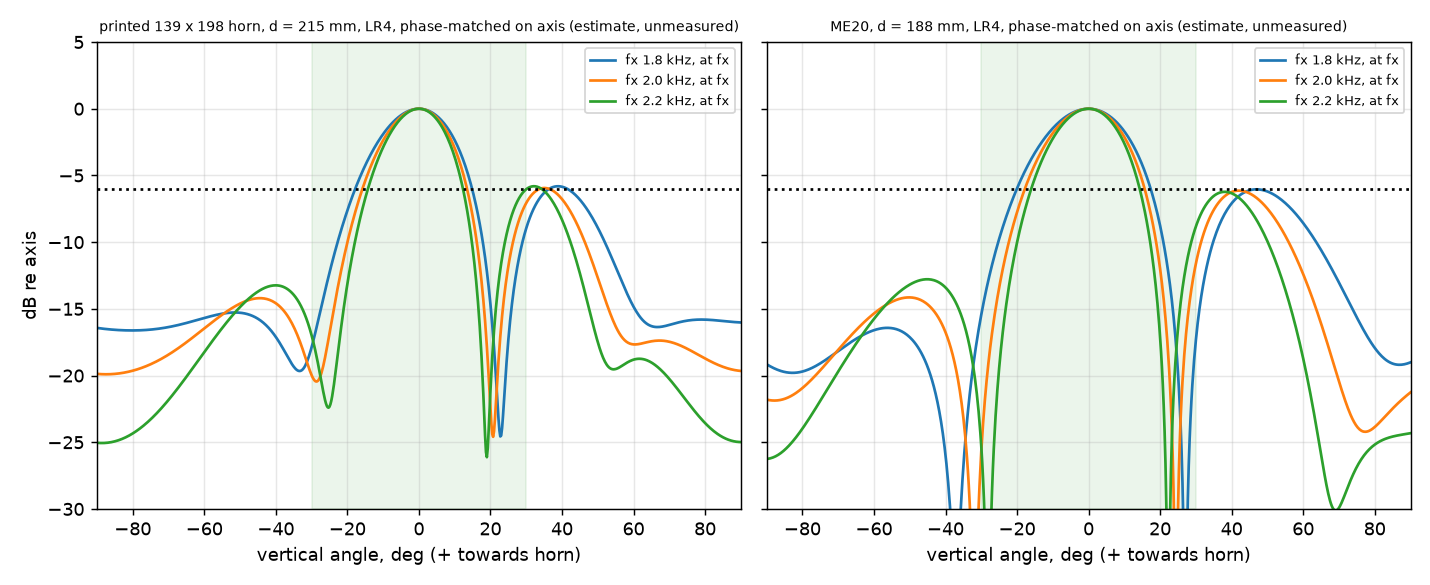 printed 139 x 198 horn, d = 215 mm, LR4, phase-matched on axis (estimate, unmeasured)
5
0
−5
−10
−15
−20
−25
−30
dB re axis
fx 1.8 kHz, at fx
fx 2.0 kHz, at fx
fx 2.2 kHz, at fx
−80 −60 −40 −20 0 20 40 60 80
vertical angle, deg (+ towards horn)
ME20, d = 188 mm, LR4, phase-matched on axis (estimate, unmeasured)
fx 1.8 kHz, at fx
fx 2.0 kHz, at fx
fx 2.2 kHz, at fx
−80 −60 −40 −20 0 20 40 60 80
vertical angle, deg (+ towards horn)